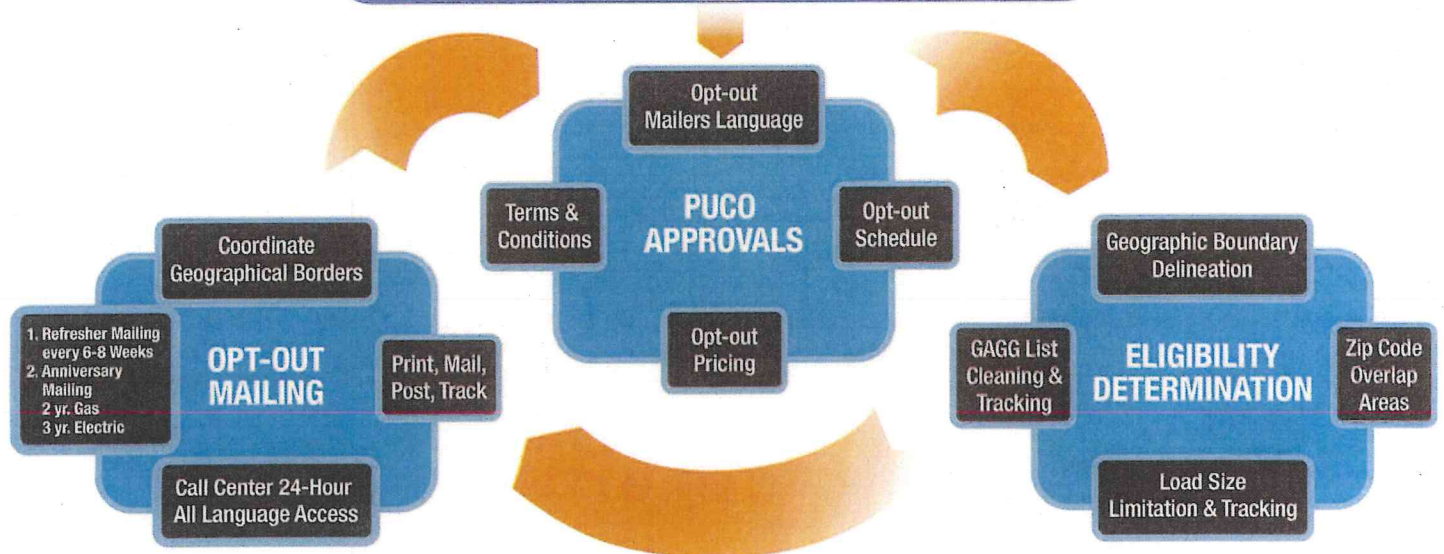 Opt-out
Mailers Language
Terms &
Conditions
PUCO
APPROVALS
Opt-out
Schedule
Opt-out
Pricing
Coordinate
Geographical Borders
1. Refresher Mailing
every 6-8 Weeks
2. Anniversary
Mailing
2 yr. Gas
3 yr. Electric
OPT-OUT
MAILING
Print, Mail,
Post, Track
Call Center 24-Hour
All Language Access
Geographic Boundary
Delineation
GAGG List
Cleaning &
Tracking
ELIGIBILITY
DETERMINATION
Zip Code
Overlap
Areas
Load Size
Limitation & Tracking